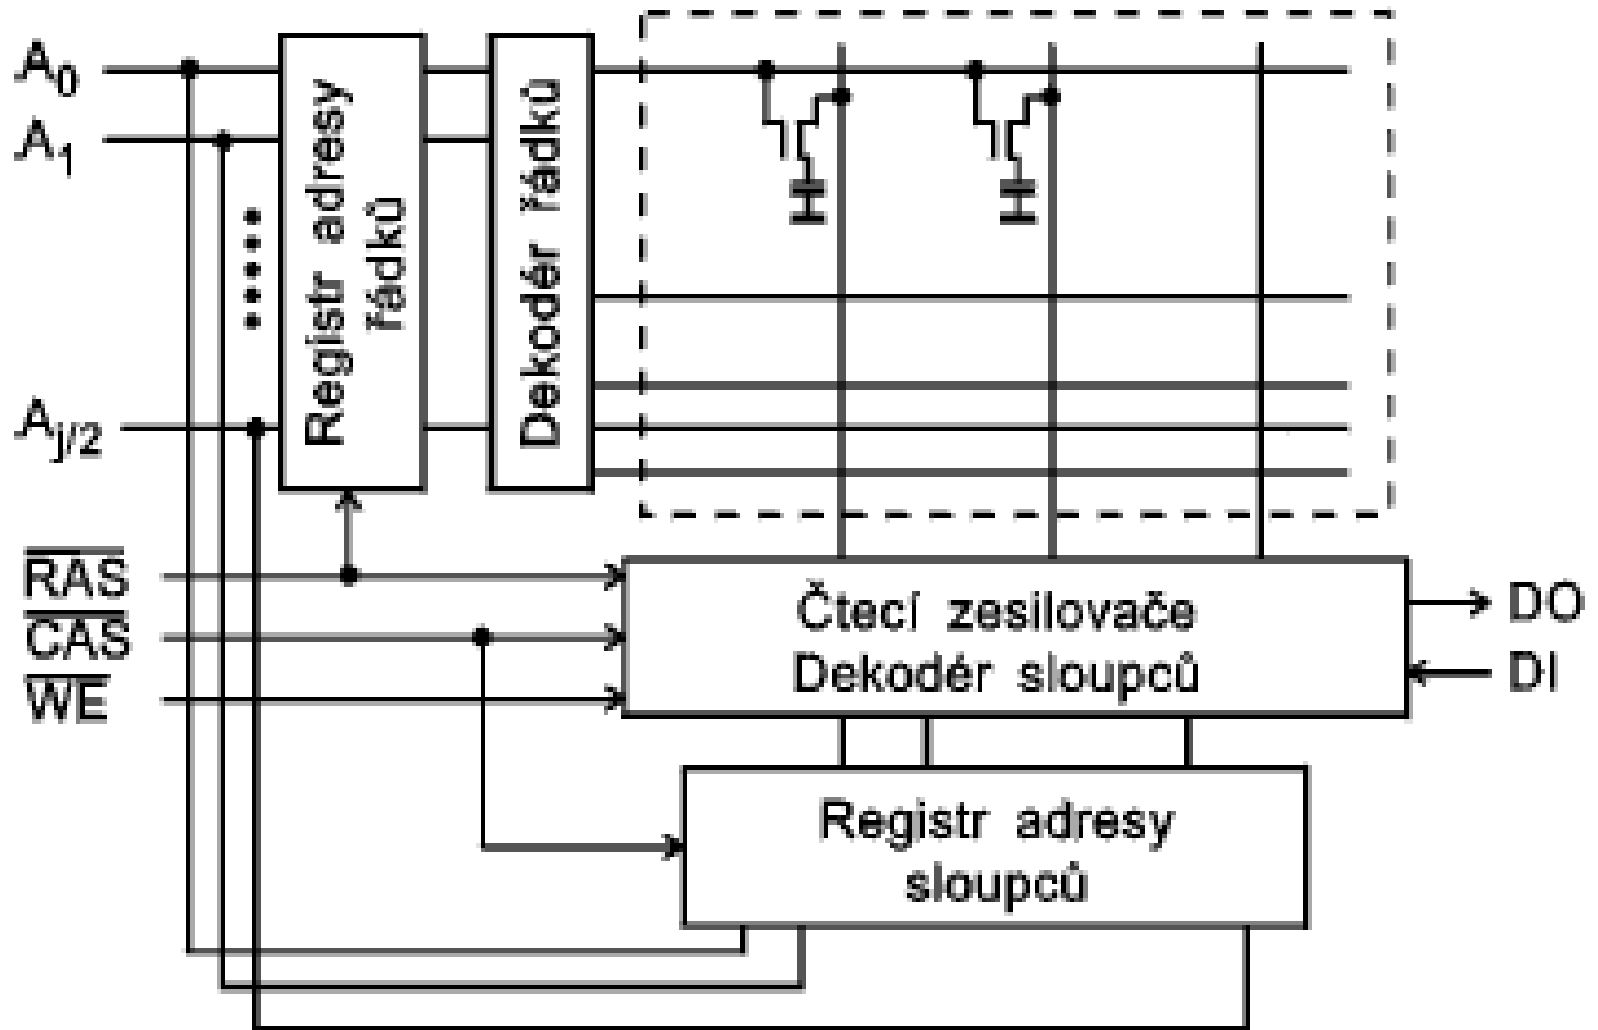 A0
A1
Aj/2
Registr adresy
řádků
Dekodér řádků
RAS
CAS
WE
Čtecí zesilovače
Dekodér sloupců
DO
DI
Registr adresy
sloupců